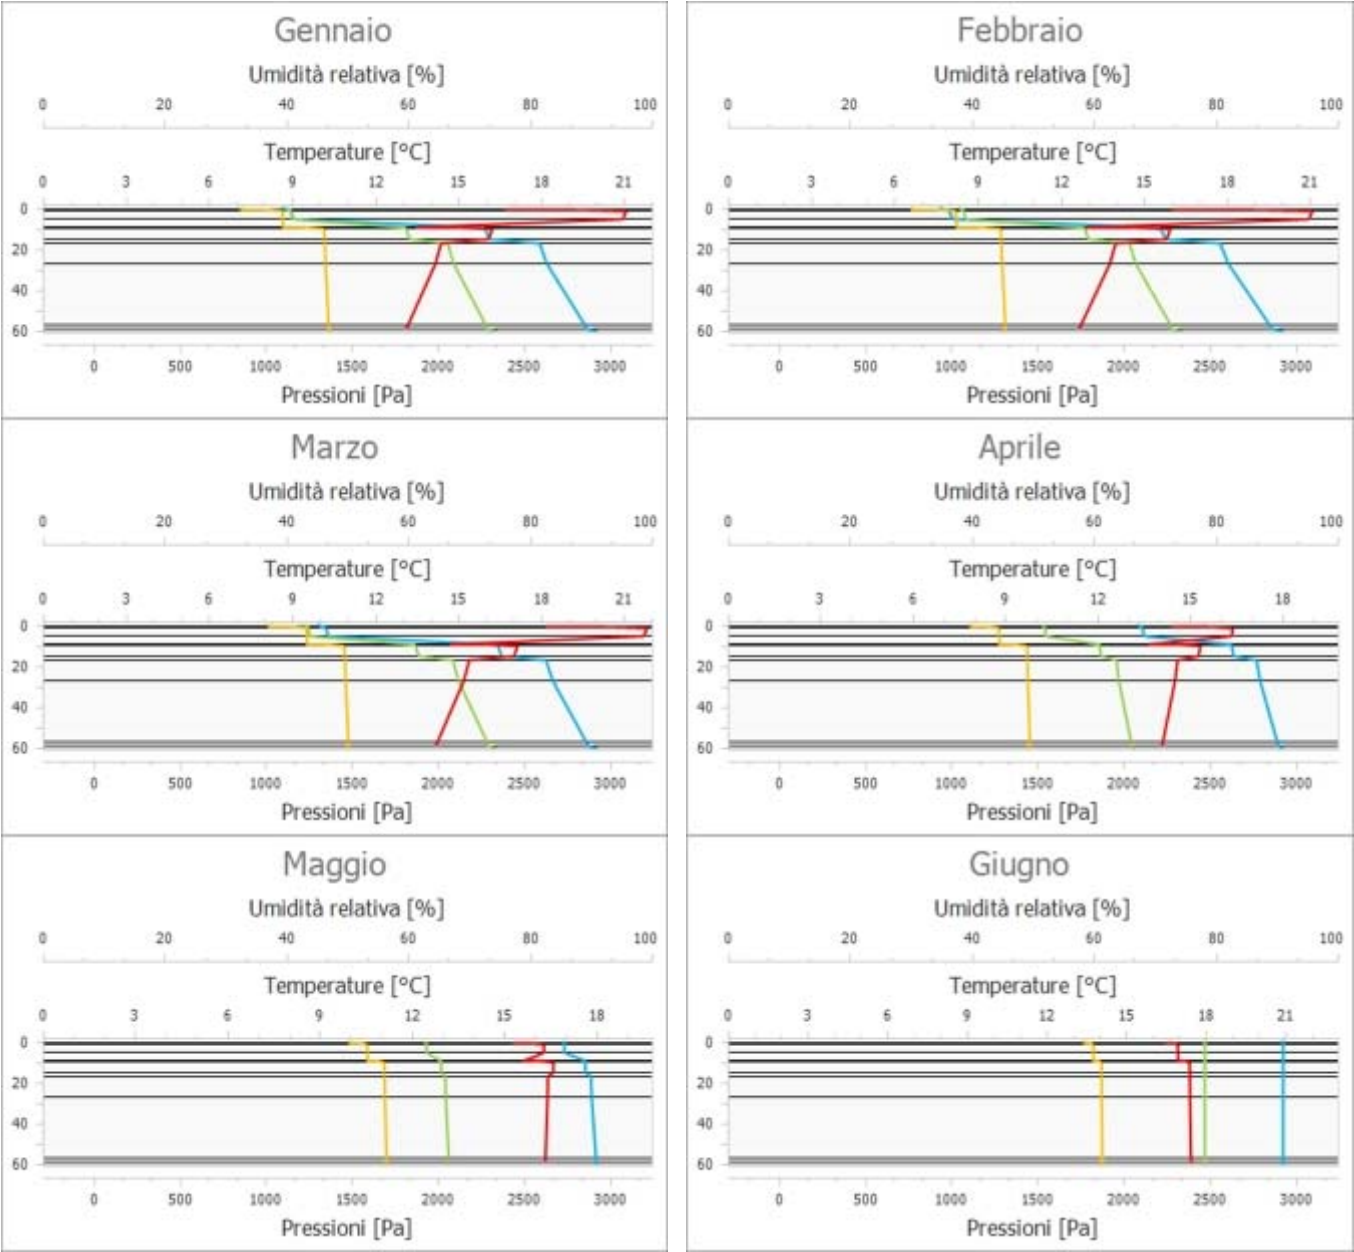 Gennaio
Umidità relativa [%]
0 20 40 60 80 100
Temperature [°C]
0 3 6 9 12 15 18 21
0
20
40
60
0 500 1000 1500 2000 2500 3000
Pressioni [Pa]
Febbraio
Umidità relativa [%]
0 20 40 60 80 100
Temperature [°C]
0 3 6 9 12 15 18 21
0
20
40
60
0 500 1000 1500 2000 2500 3000
Pressioni [Pa]
Marzo
Umidità relativa [%]
0 20 40 60 80 100
Temperature [°C]
0 3 6 9 12 15 18 21
0
20
40
60
0 500 1000 1500 2000 2500 3000
Pressioni [Pa]
Aprile
Umidità relativa [%]
0 20 40 60 80 100
Temperature [°C]
0 3 6 9 12 15 18
0
20
40
60
0 500 1000 1500 2000 2500 3000
Pressioni [Pa]
Maggio
Umidità relativa [%]
0 20 40 60 80 100
Temperature [°C]
0 3 6 9 12 15 18
0
20
40
60
0 500 1000 1500 2000 2500 3000
Pressioni [Pa]
Giugno
Umidità relativa [%]
0 20 40 60 80 100
Temperature [°C]
0 3 6 9 12 15 18 21
0
20
40
60
0 500 1000 1500 2000 2500 3000
Pressioni [Pa]